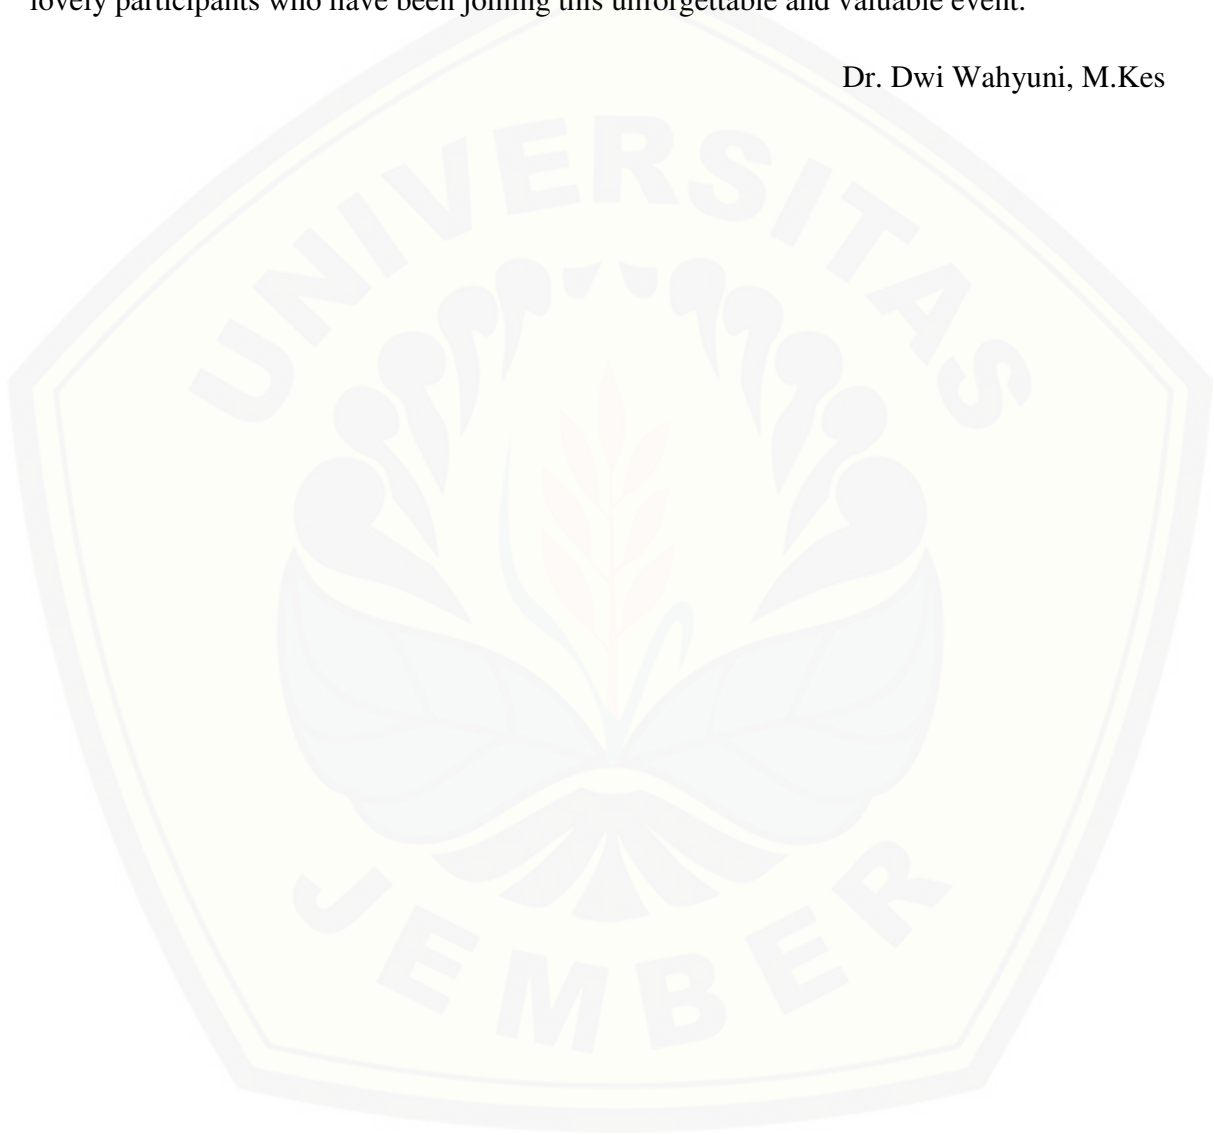 lovely participants who have been joining this unforgettable and valuable event.
Dr. Dwi Wahyuni, M.Kes
UNIVERSITAS
JEMBER